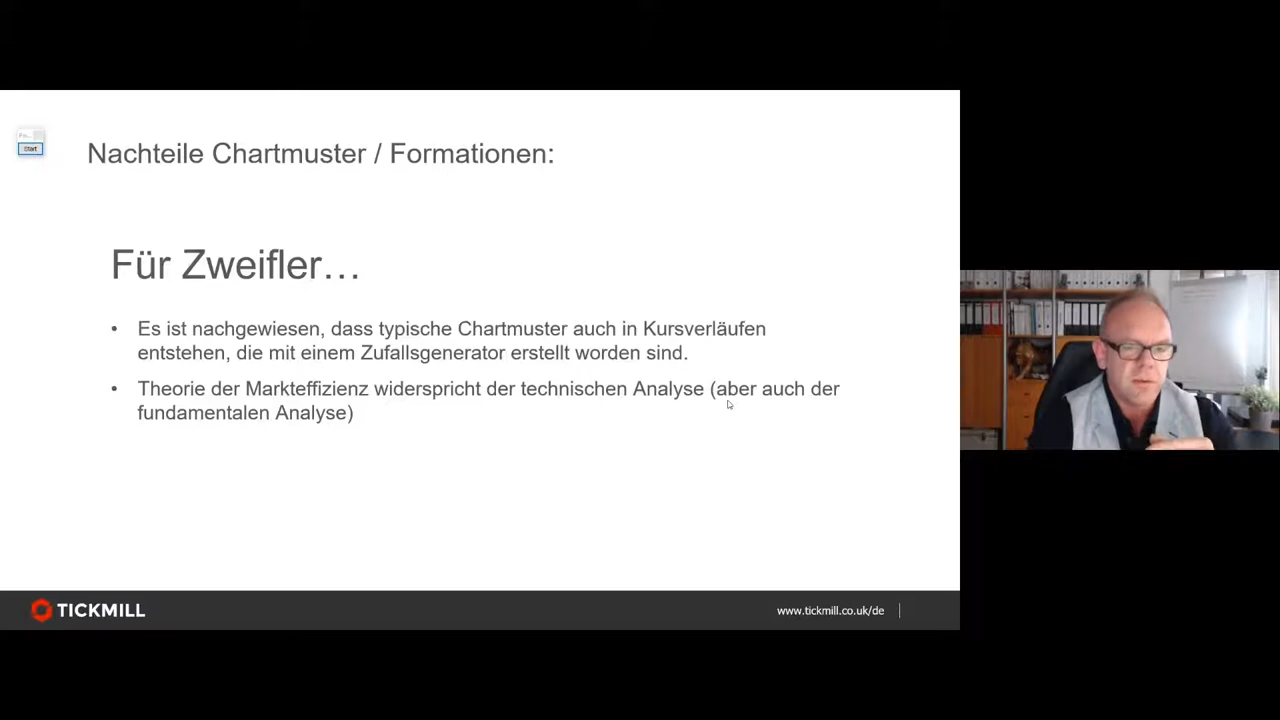 Start
Nachteile Chartmuster / Formationen:
Für Zweifler…
• Es ist nachgewiesen, dass typische Chartmuster auch in Kursverläufen
entstehen, die mit einem Zufallsgenerator erstellt worden sind.
• Theorie der Markteffizienz widerspricht der technischen Analyse (aber auch der
fundamentalen Analyse)
TICKMILL
www.tickmill.co.uk/de